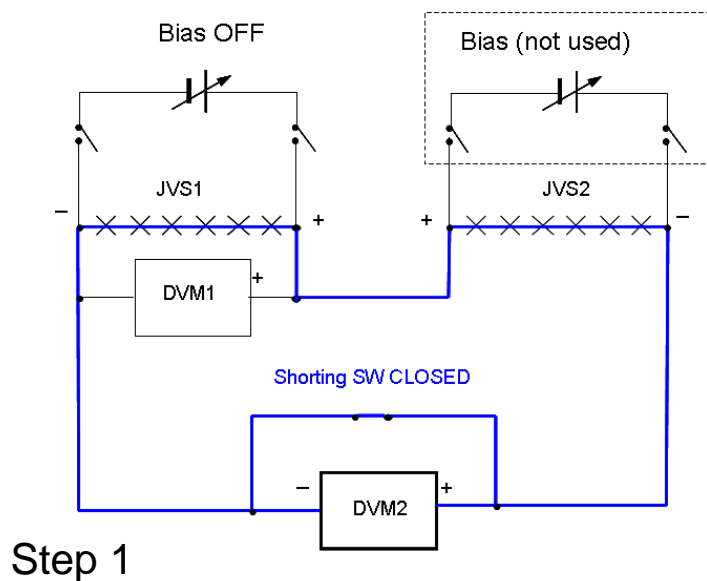 Bias OFF
Bias (not used)
JVS1
JVS2
– + + –
DVM1 +
Shorting SW CLOSED
– DVM2 +
Step 1